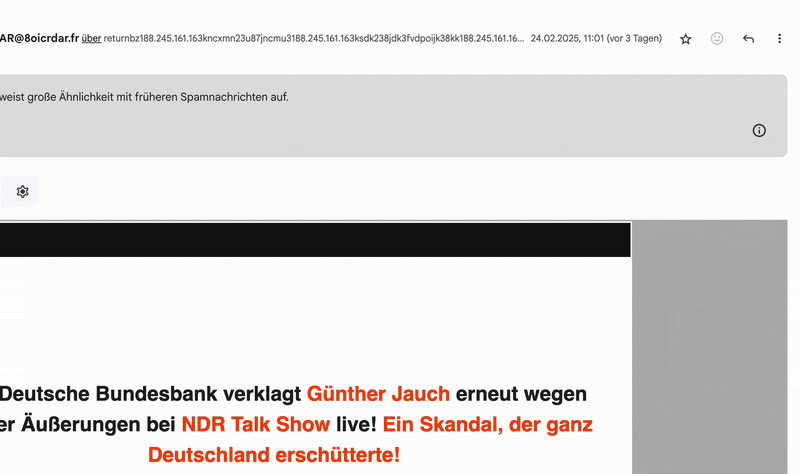 AR@8oicrdar.fr über returnbz188.245.161.163kncxmn23u87jncmu3188.245.161.163ksdk238jdk3fvdpoijk38kk188.245.161.16... 24.02.2025, 11:01 (vor 3 Tagen)
weist große Ähnlichkeit mit früheren Spamnachrichten auf.
Deutsche Bundesbank verklagt Günther Jauch erneut wegen
er Äußerungen bei NDR Talk Show live! Ein Skandal, der ganz
Deutschland erschütterte!